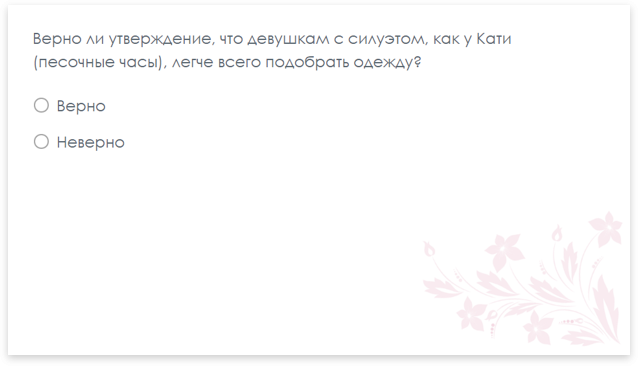 Верно ли утверждение, что девушкам с силуэтом, как у Кати
(песочные часы), легче всего подобрать одежду?
Верно
Неверно